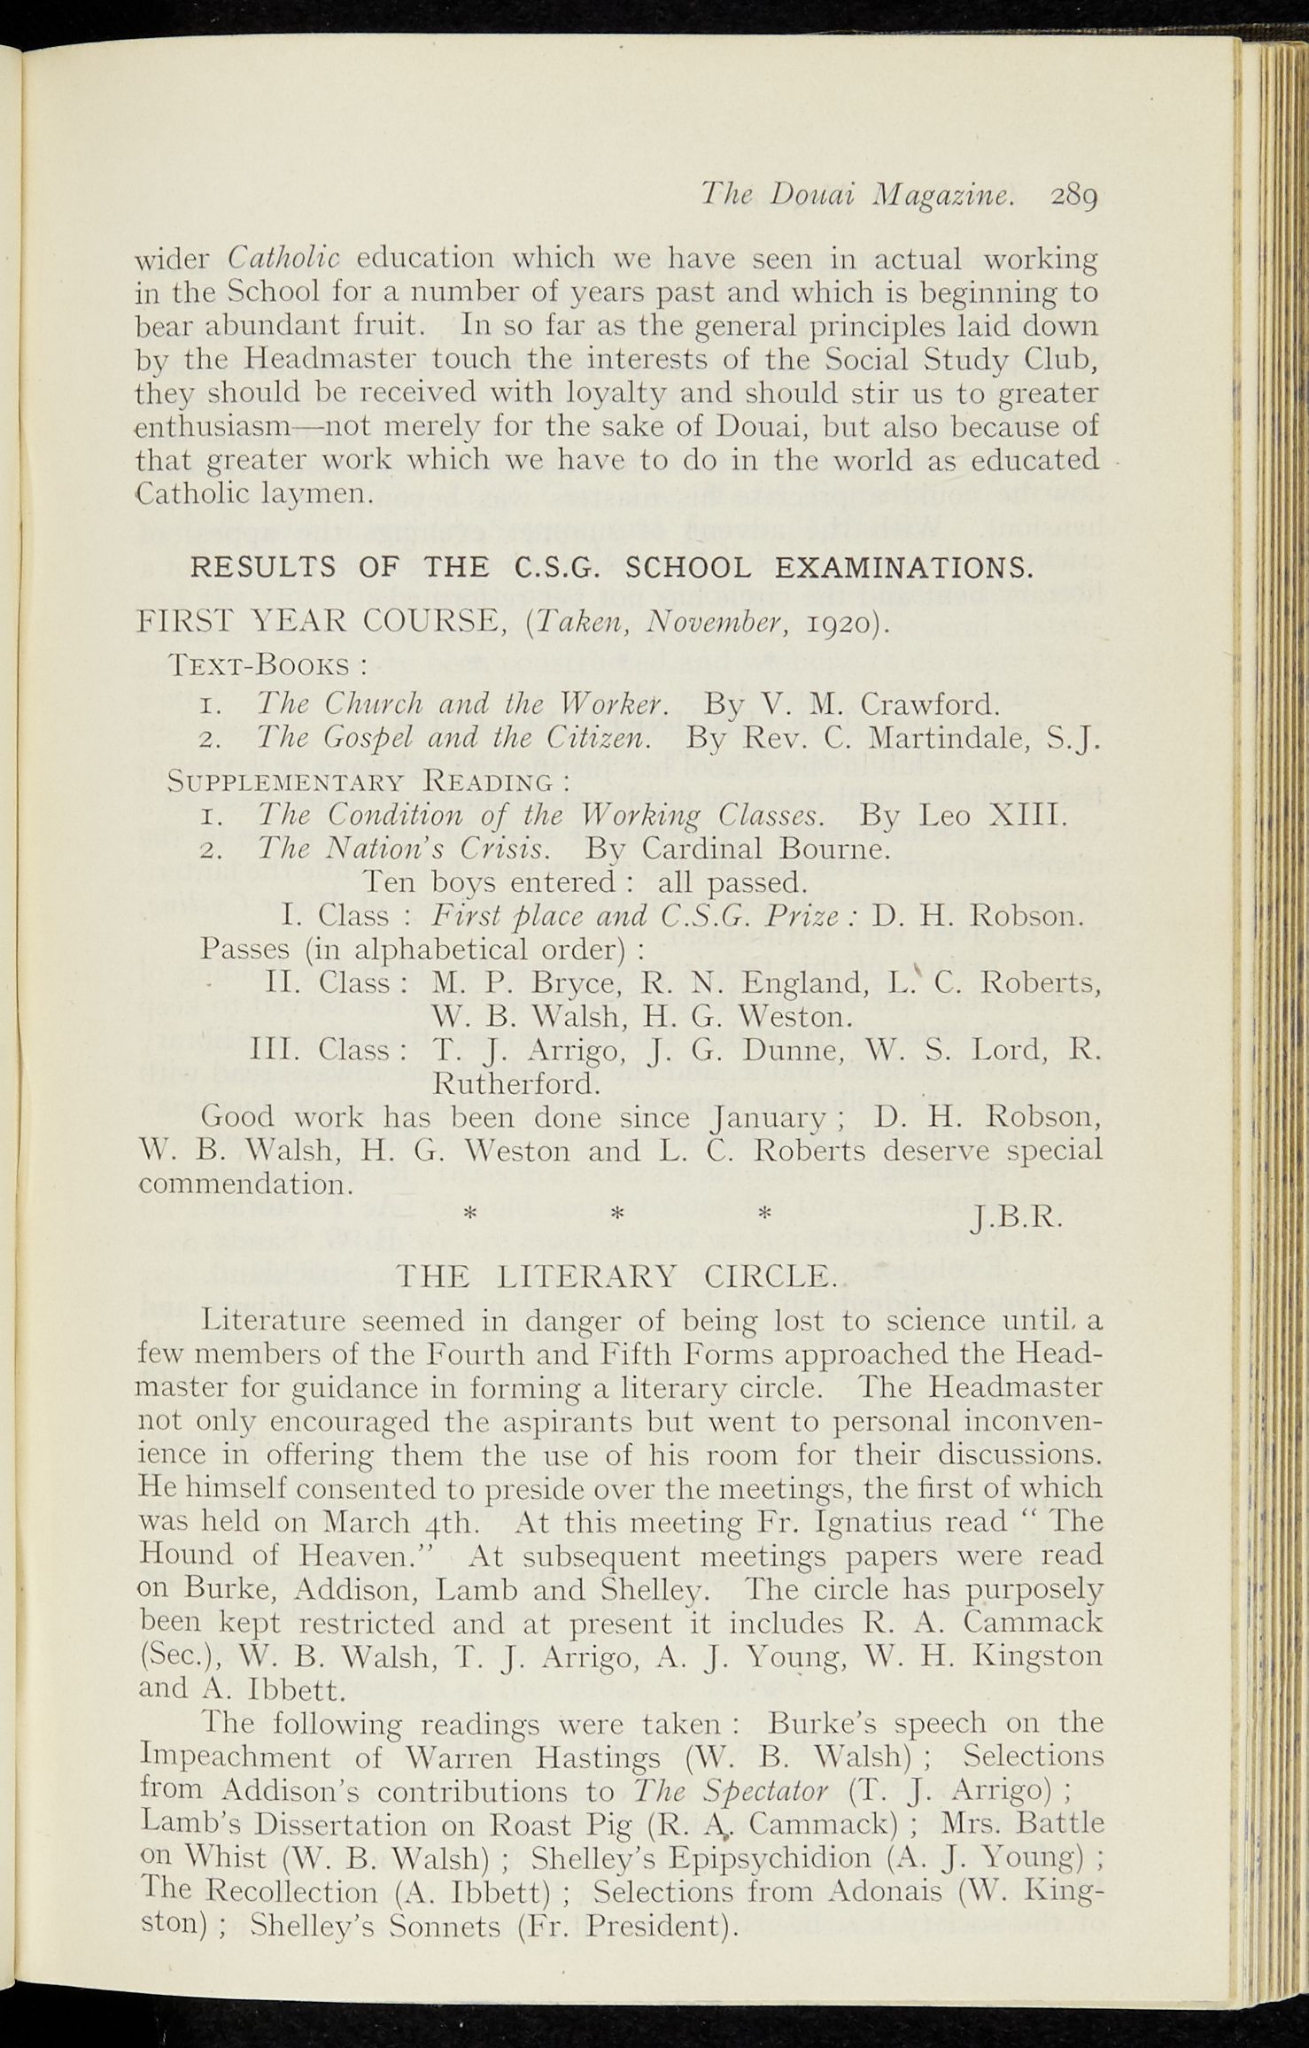 The Douai Magazine. 289
wider Catholic education which we have seen in actual working
in the School for a number of years past and which is beginning to
bear abundant fruit. In so far as the general principles laid down
by the Headmaster touch the interests of the Social Study Club,
they should be received with loyalty and should stir us to greater
enthusiasm—not merely for the sake of Douai, but also because of
that greater work which we have to do in the world as educated
Catholic laymen.
RESULTS OF THE C.S.G. SCHOOL EXAMINATIONS.
FIRST YEAR COURSE, (Taken, November, 1920).
TEXT-BOOKS :
1. The Church and the Worker. By V. M. Crawford.
2. The Gospel and the Citizen. By Rev. C. Martindale, S.J.
SUPPLEMENTARY READING :
1. The Condition of the Working Classes. By Leo XIII.
2. The Nation's Crisis. By Cardinal Bourne.
Ten boys entered : all passed.
I. Class : First place and C.S.G. Prize : D. H. Robson.
Passes (in alphabetical order) :
II. Class : M. P. Bryce, R. N. England, L. C. Roberts,
W. B. Walsh, H. G. Weston.
III. Class : T. J. Arrigo, J. G. Dunne, W. S. Lord, R.
Rutherford.
Good work has been done since January ; D. H. Robson,
W. B. Walsh, H. G. Weston and L. C. Roberts deserve special
commendation.
* * * J.B.R.
THE LITERARY CIRCLE.
Literature seemed in danger of being lost to science until a
few members of the Fourth and Fifth Forms approached the Head-
master for guidance in forming a literary circle. The Headmaster
not only encouraged the aspirants but went to personal inconven-
ience in offering them the use of his room for their discussions.
He himself consented to preside over the meetings, the first of which
was held on March 4th. At this meeting Fr. Ignatius read " The
Hound of Heaven." At subsequent meetings papers were read
on Burke, Addison, Lamb and Shelley. The circle has purposely
been kept restricted and at present it includes R. A. Cammack
(Sec.), W. B. Walsh, T. J. Arrigo, A. J. Young, W. H. Kingston
and A. Ibbett.
The following readings were taken : Burke's speech on the
Impeachment of Warren Hastings (W. B. Walsh) ; Selections
from Addison's contributions to The Spectator (T. J. Arrigo) ;
Lamb's Dissertation on Roast Pig (R. A. Cammack) ; Mrs. Battle
on Whist (W. B. Walsh) ; Shelley's Epipsychidion (A. J. Young) ;
The Recollection (A. Ibbett) ; Selections from Adonais (W. King-
ston) ; Shelley's Sonnets (Fr. President).